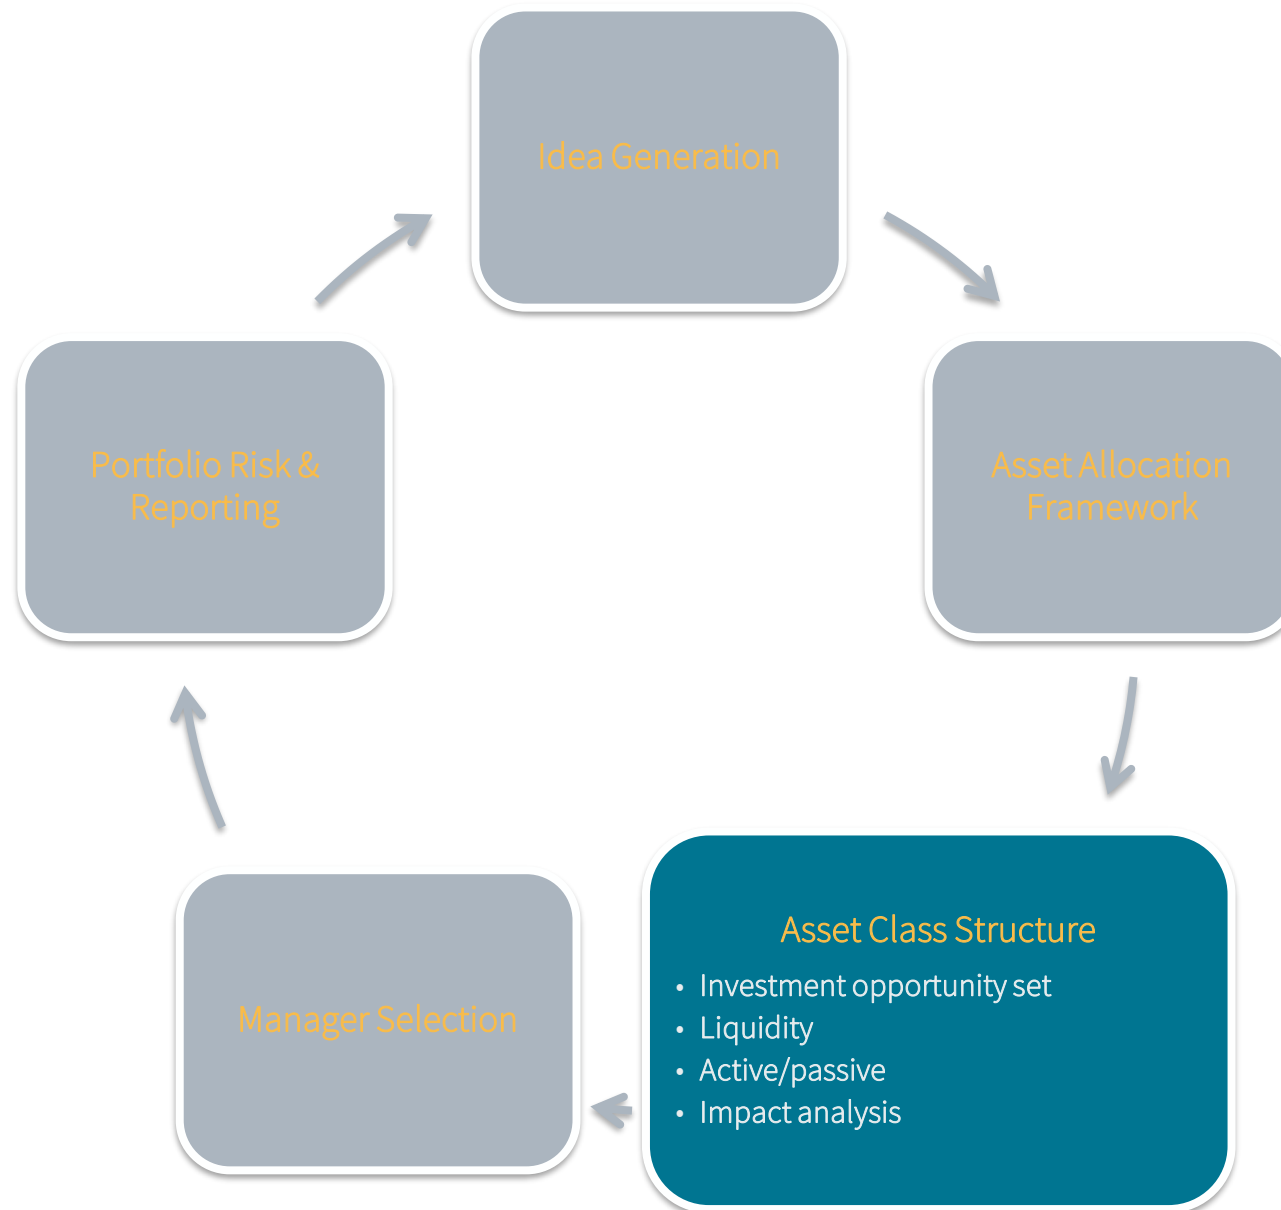 Idea Generation
Portfolio Risk &
Reporting
Asset Allocation
Framework
Asset Class Structure
• Investment opportunity set
• Liquidity
• Active/passive
• Impact analysis
Manager Selection